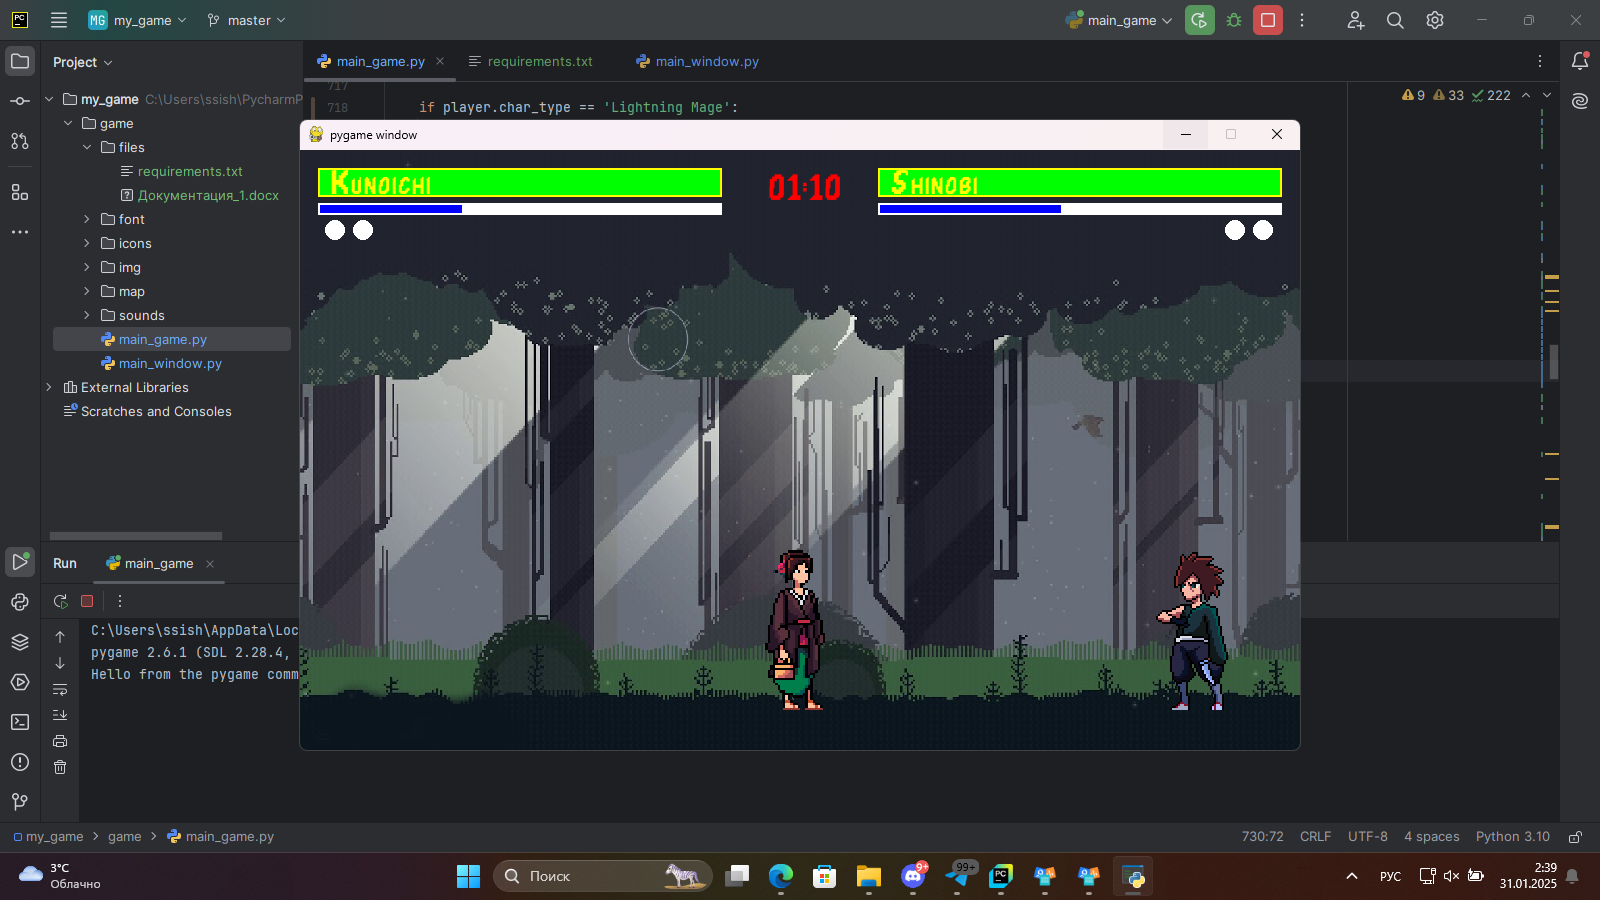 MG my_game master main_game
Project
main_game.py requirements.txt main_window.py
my_game C:\Users\ssish\PycharmP
game
files
requirements.txt
Документация_1.docx
font
icons
img
map
sounds
main_game.py
main_window.py
External Libraries
Scratches and Consoles
717
718 if player.char_type == 'Lightning Mage':
9 33 222
pygame window
KUNOICHI 01:10 SHINOBI
Run main_game
C:\Users\ssish\AppData\Loc
pygame 2.6.1 (SDL 2.28.4,
Hello from the pygame comm
my_game > game > main_game.py
730:72 CRLF UTF-8 4 spaces Python 3.10
3°C
Облачно
Поиск
9+
99+
PC
РУС
2:39
31.01.2025